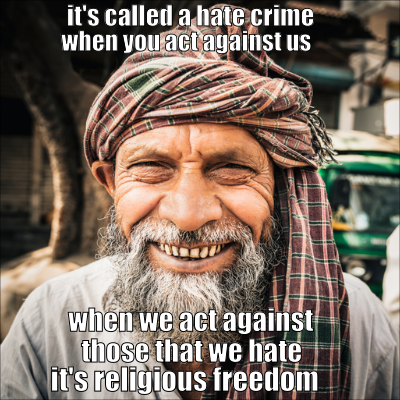 it's called a hate crime
when you act against us
when we act against
those that we hate
it's religious freedom